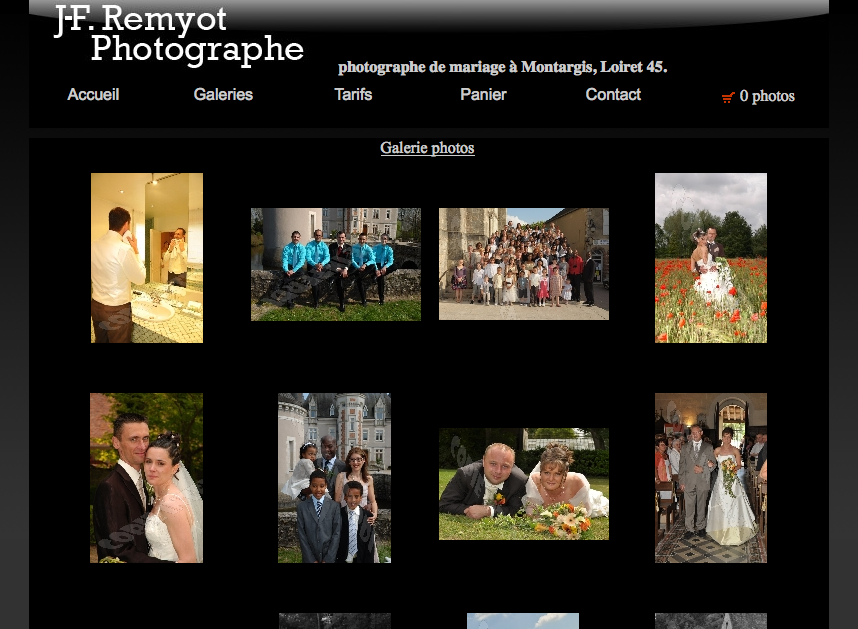 J-F. Remyot
Photographe
photographe de mariage à Montargis, Loiret 45.
Accueil Galeries Tarifs Panier Contact 0 photos
Galerie photos